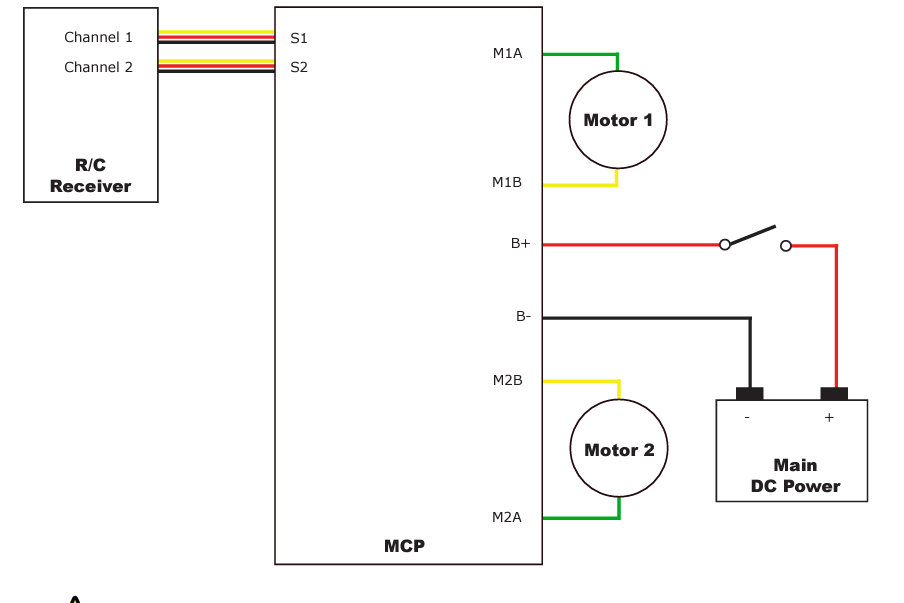 Channel 1
Channel 2
R/C
Receiver
S1
S2
MCP
M1A
M1B
B+
B-
M2B
M2A
Motor 1
Motor 2
- +
Main
DC Power